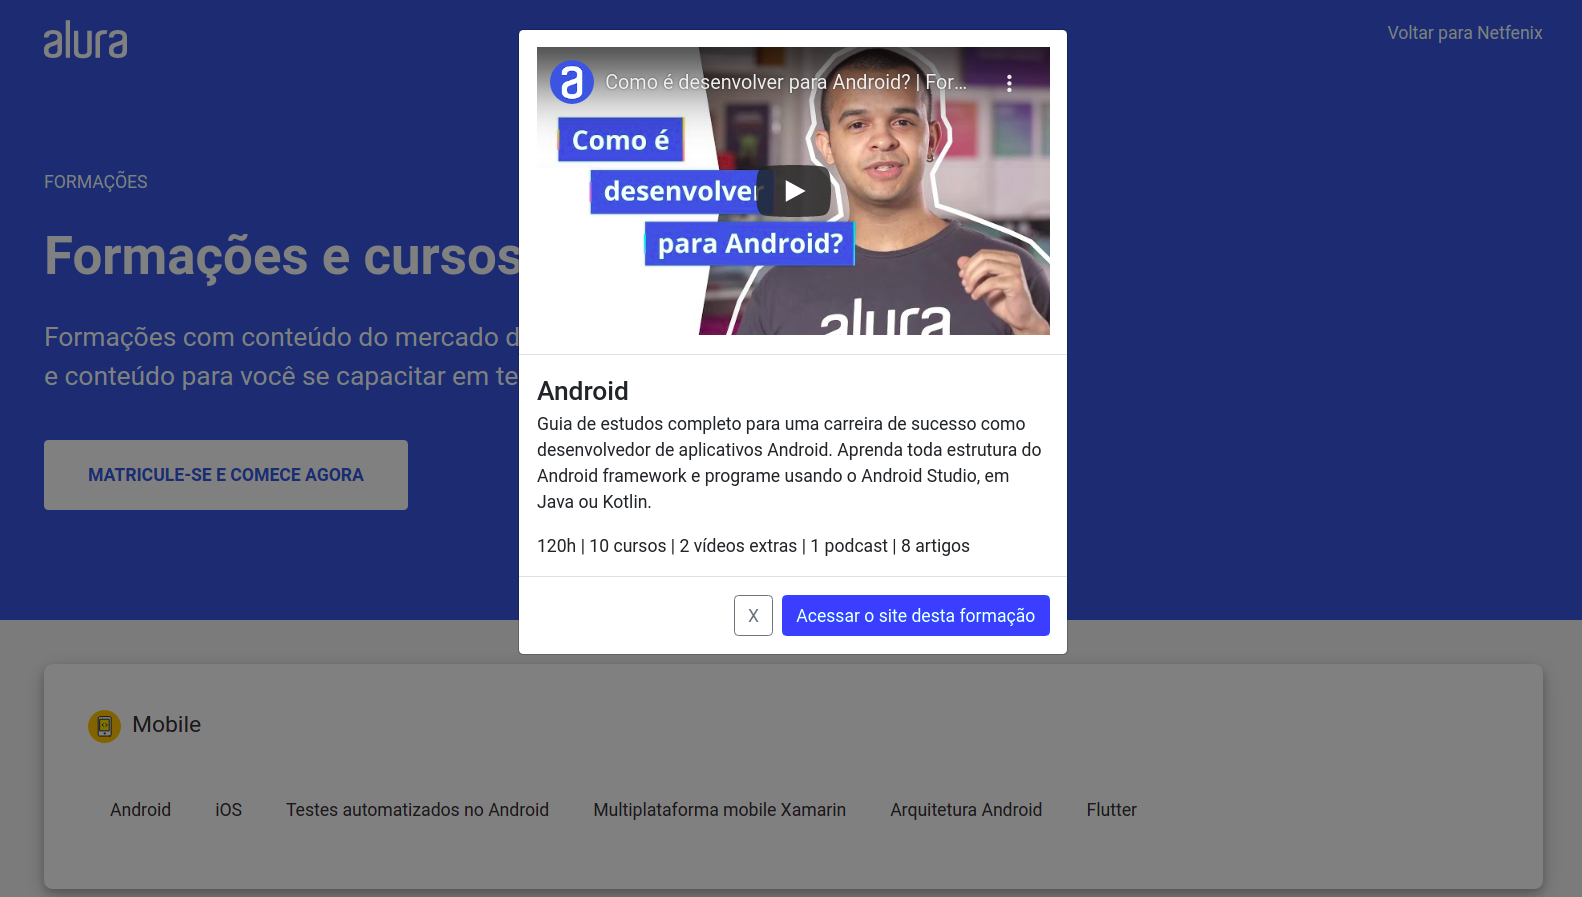 alura
Voltar para Netfenix
Como é desenvolver para Android? | For...
Como é
desenvolver
para Android?
alura
FORMAÇÕES
Formações e cursos
Formações com conteúdo do mercado d
e conteúdo para você se capacitar em te
MATRICULE-SE E COMECE AGORA
Android
Guia de estudos completo para uma carreira de sucesso como
desenvolvedor de aplicativos Android. Aprenda toda estrutura do
Android framework e programe usando o Android Studio, em
Java ou Kotlin.
120h | 10 cursos | 2 vídeos extras | 1 podcast | 8 artigos
X
Acessar o site desta formação
Mobile
Android iOS Testes automatizados no Android Multiplataforma mobile Xamarin Arquitetura Android Flutter